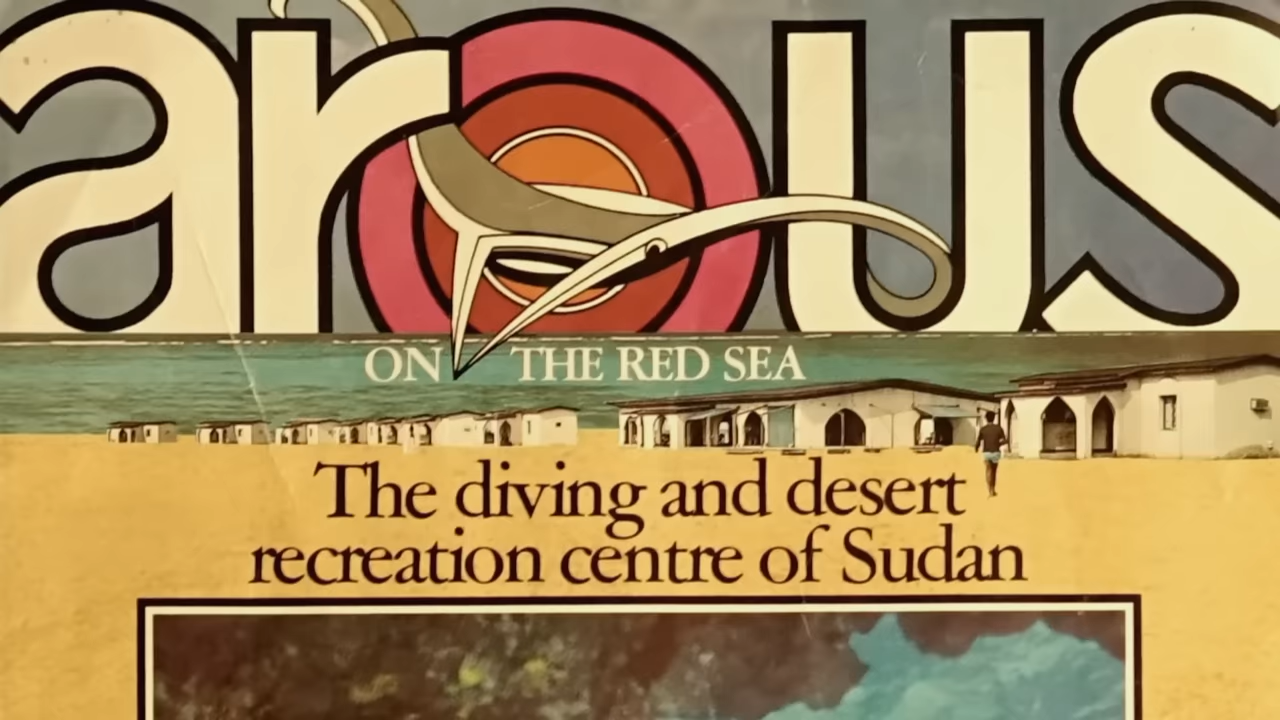 arous
ON THE RED SEA
The diving and desert
recreation centre of Sudan